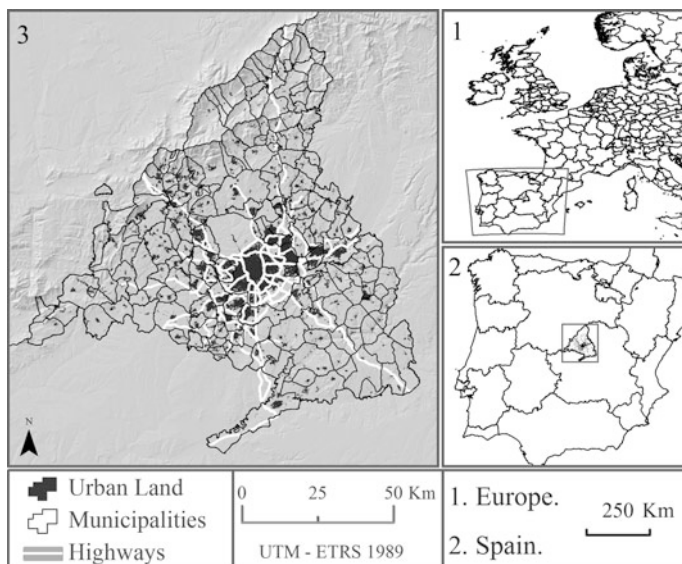 3
1
2
N
Urban Land
Municipalities
Highways
0 25 50 Km
UTM - ETRS 1989
1. Europe.
250 Km
2. Spain.